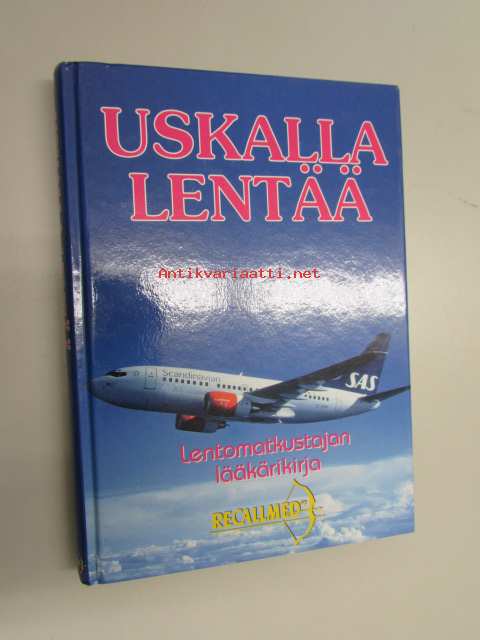 USKALLA
LENTÄÄ
Antikvariaatti.net
Scandinavian
SAS
Lentomatkustajan
lääkärikirja
RECALLMED